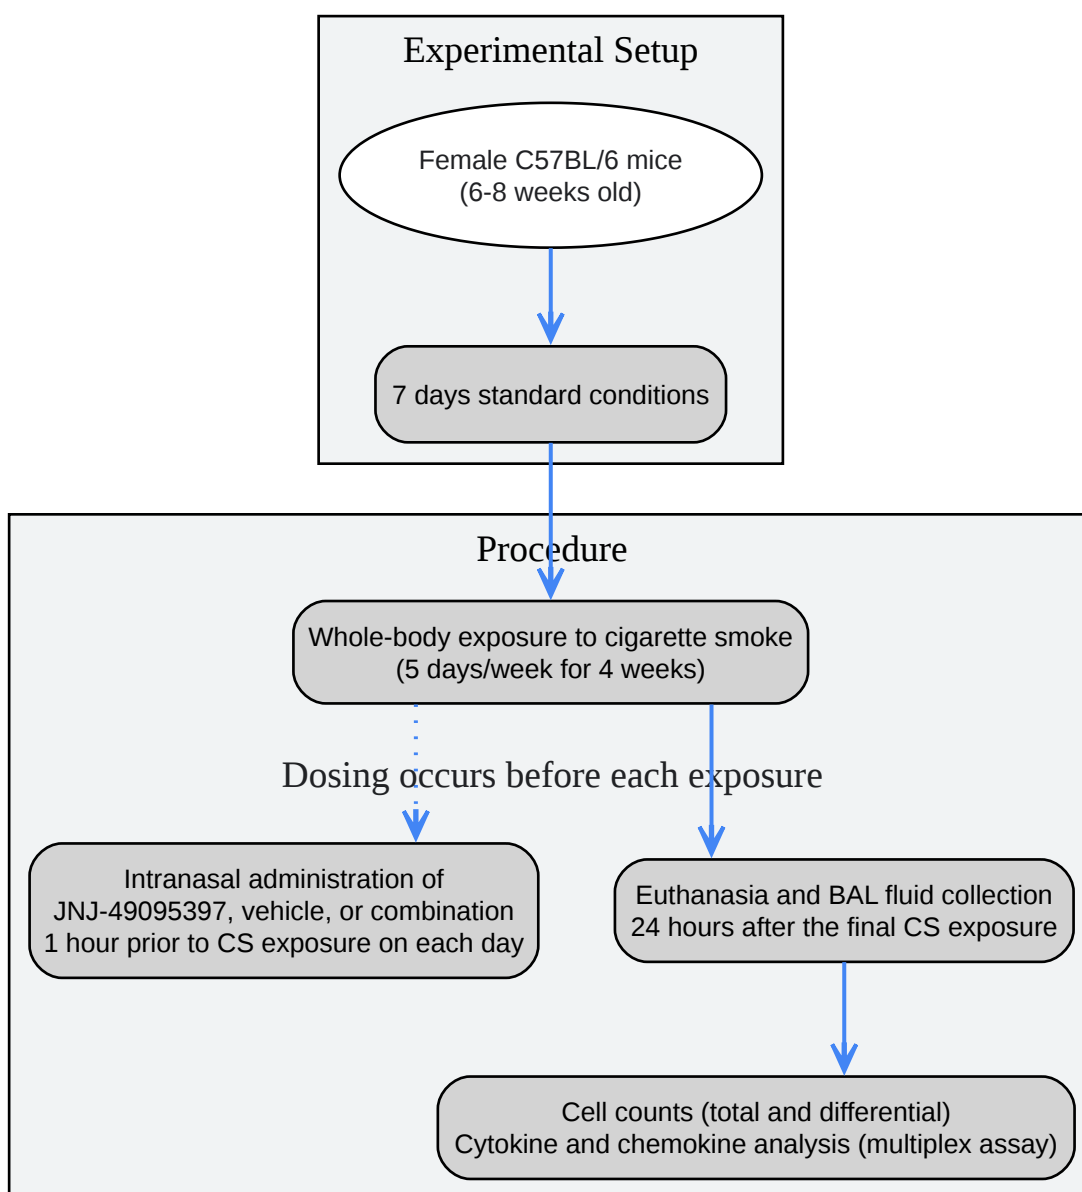 Experimental Setup
Female C57BL/6 mice
(6-8 weeks old)
7 days standard conditions
Procedure
Whole-body exposure to cigarette smoke
(5 days/week for 4 weeks)
Dosing occurs before each exposure
Intranasal administration of
JNJ-49095397, vehicle, or combination
1 hour prior to CS exposure on each day
Euthanasia and BAL fluid collection
24 hours after the final CS exposure
Cell counts (total and differential)
Cytokine and chemokine analysis (multiplex assay)